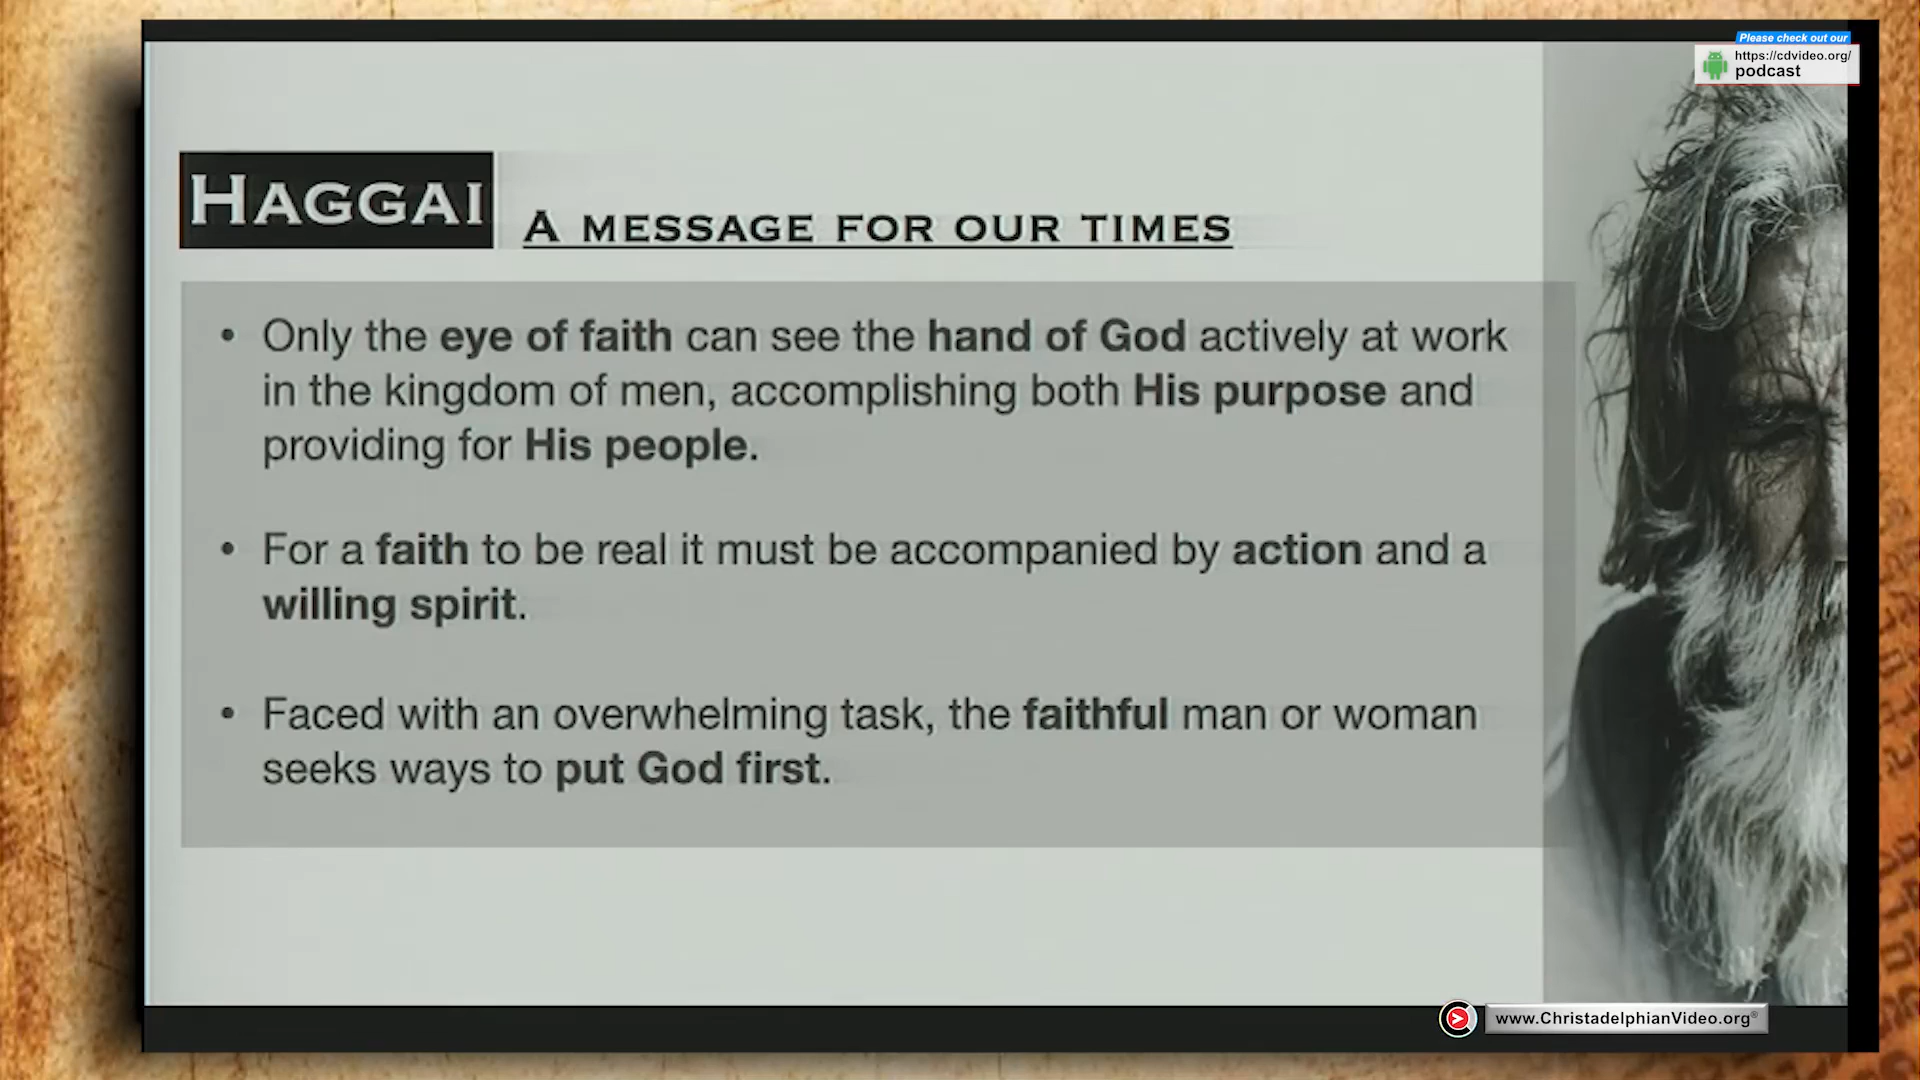 Please check out our
https://cdvideo.org/
podcast
HAGGAI
A MESSAGE FOR OUR TIMES
• Only the eye of faith can see the hand of God actively at work
in the kingdom of men, accomplishing both His purpose and
providing for His people.
• For a faith to be real it must be accompanied by action and a
willing spirit.
• Faced with an overwhelming task, the faithful man or woman
seeks ways to put God first.
www.ChristadelphianVideo.org®